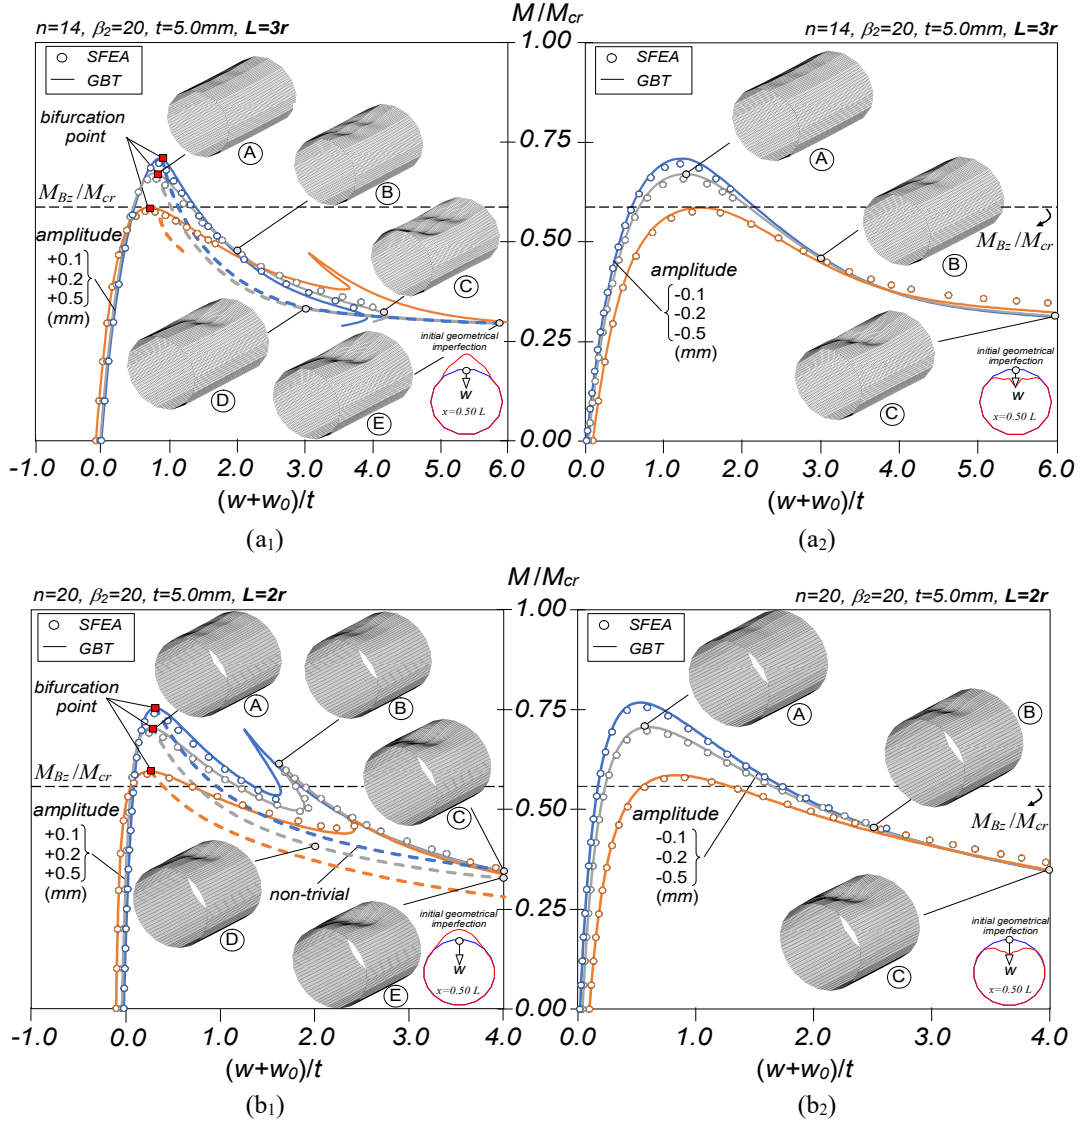 M/Mcr
n=14, β2=20, t=5.0mm, L=3r
SFEA
GBT
bifurcation
point
A
B
MBz/Mcr
amplitude
+0.1
+0.2
+0.5
(mm)
C
D
E
initial geometrical
imperfection
w
x=0.50 L
-1.0 0.0 1.0 2.0 3.0 4.0 5.0 6.0
(w+w0)/t
(a1)
1.00
0.75
0.50
0.25
0.00
n=14, β2=20, t=5.0mm, L=3r
SFEA
GBT
A
B
MBz/Mcr
amplitude
-0.1
-0.2
-0.5
(mm)
C
initial geometrical
imperfection
w
x=0.50 L
0.0 1.0 2.0 3.0 4.0 5.0 6.0
(w+w0)/t
(a2)
M/Mcr
n=20, β2=20, t=5.0mm, L=2r
SFEA
GBT
bifurcation
point
A
B
MBz/Mcr
amplitude
+0.1
+0.2
+0.5
(mm)
C
D
non-trivial
E
initial geometrical
imperfection
w
x=0.50 L
-1.0 0.0 1.0 2.0 3.0 4.0
(w+w0)/t
(b1)
1.00
0.75
0.50
0.25
0.00
n=20, β2=20, t=5.0mm, L=2r
SFEA
GBT
A
B
MBz/Mcr
amplitude
-0.1
-0.2
-0.5
(mm)
C
initial geometrical
imperfection
w
x=0.50 L
0.0 1.0 2.0 3.0 4.0
(w+w0)/t
(b2)